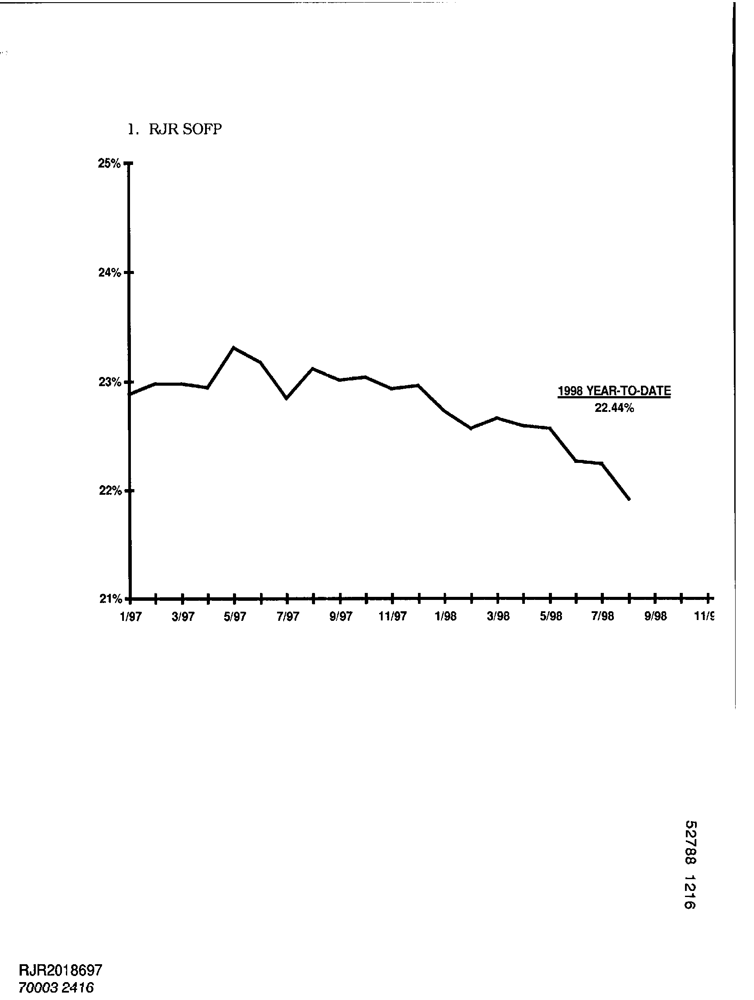 1. RJR SOFP
25%
24%
23%
1998 YEAR-TO-DATE
22.44%
22%
21%
1/97 3/97 5/97 7/97 9/97 11/97 1/98 3/98 5/98 7/98 9/98 11/9
52788 1216
RJR2018697
70003 2416